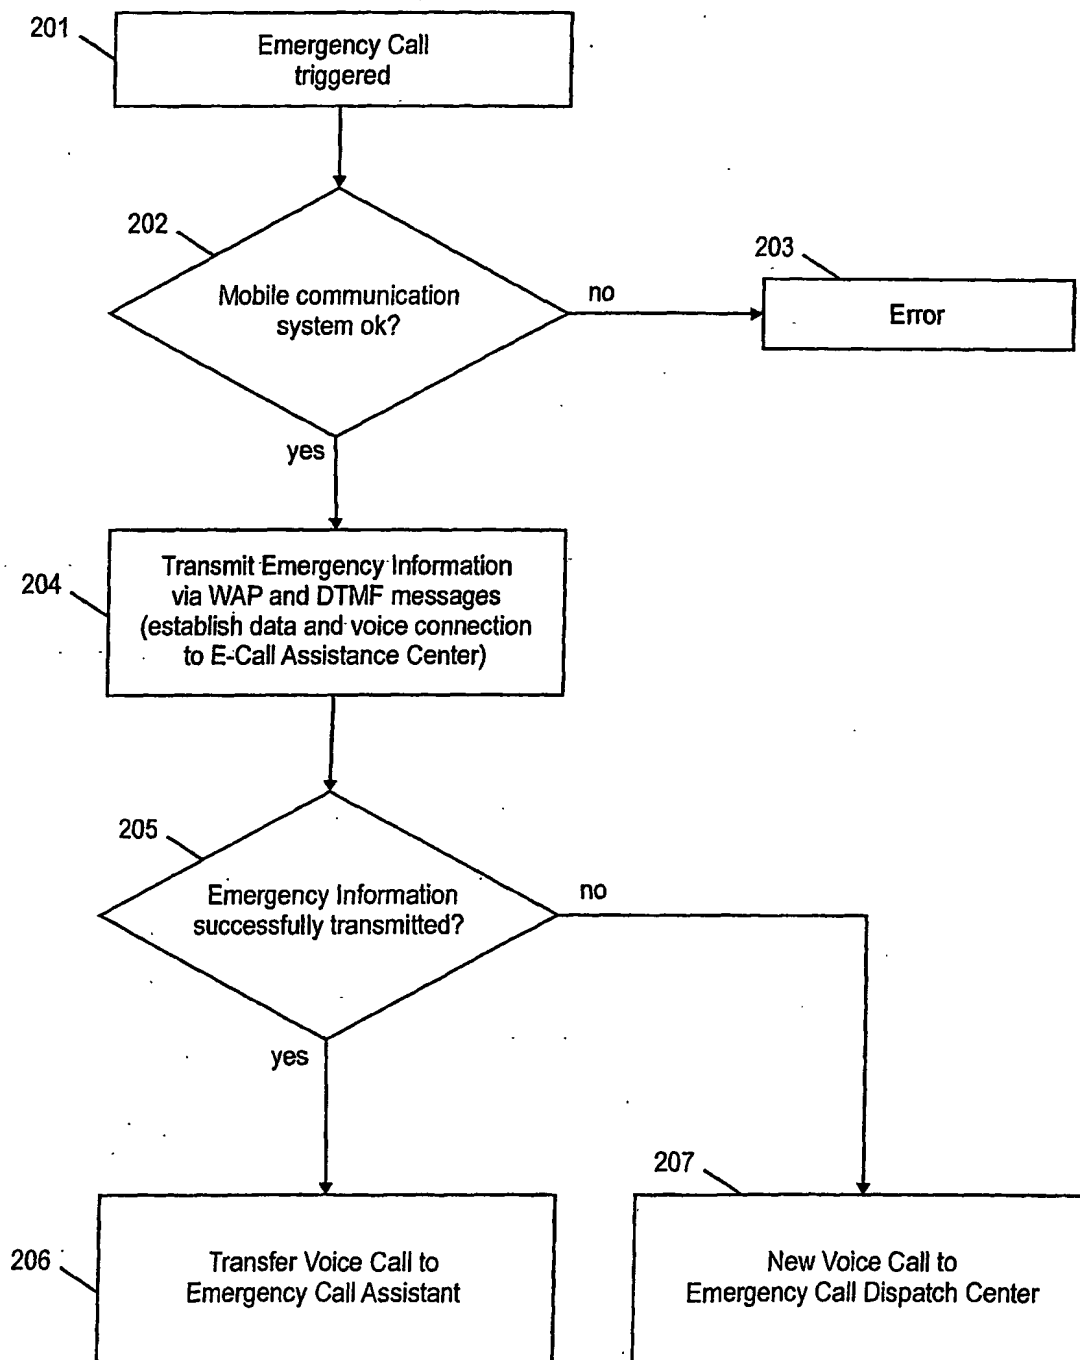 201
Emergency Call
triggered
202
Mobile communication
system ok?
no
203
Error
yes
204
Transmit Emergency Information
via WAP and DTMF messages
(establish data and voice connection
to E-Call Assistance Center)
205
Emergency Information
successfully transmitted?
no
yes
206
Transfer Voice Call to
Emergency Call Assistant
207
New Voice Call to
Emergency Call Dispatch Center